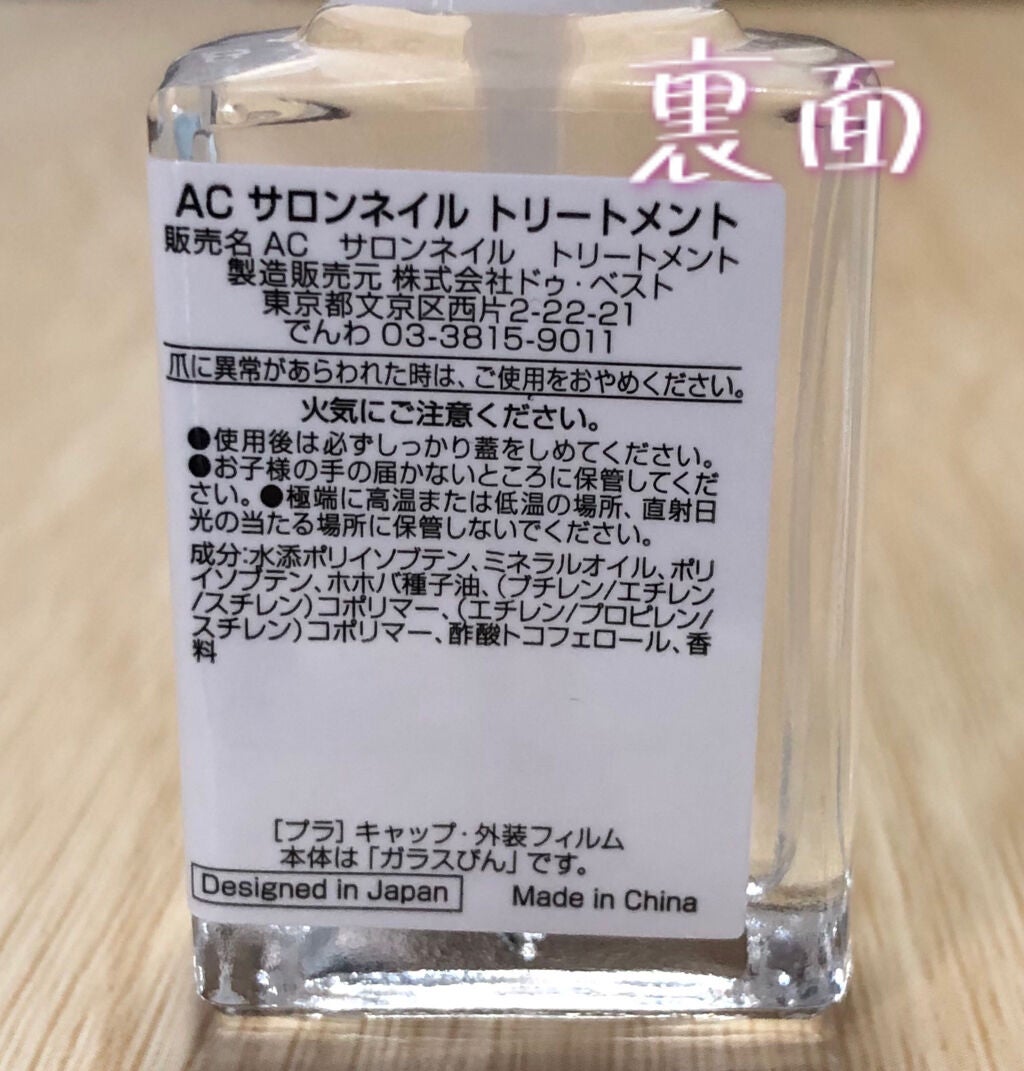 裏面
AC サロンネイル トリートメント
販売名 AC サロンネイル トリートメント
製造販売元 株式会社ドゥ・ベスト
東京都文京区西片2-22-21
でんわ 03-3815-9011
爪に異常があらわれた時は、ご使用をおやめください。
火気にご注意ください。
●使用後は必ずしっかり蓋をしめてください。
●お子様の手の届かないところに保管してくだ
さい。●極端に高温または低温の場所、直射日
光の当たる場所に保管しないでください。
成分:水添ポリイソブテン、ミネラルオイル、ポリ
イソブテン、ホホバ種子油、(ブチレン/エチレン
/スチレン)コポリマー、(エチレン/プロピレン/
スチレン)コポリマー、酢酸トコフェロール、香
料
[プラ] キャップ・外装フィルム
本体は「ガラスびん」です。
Designed in Japan Made in China